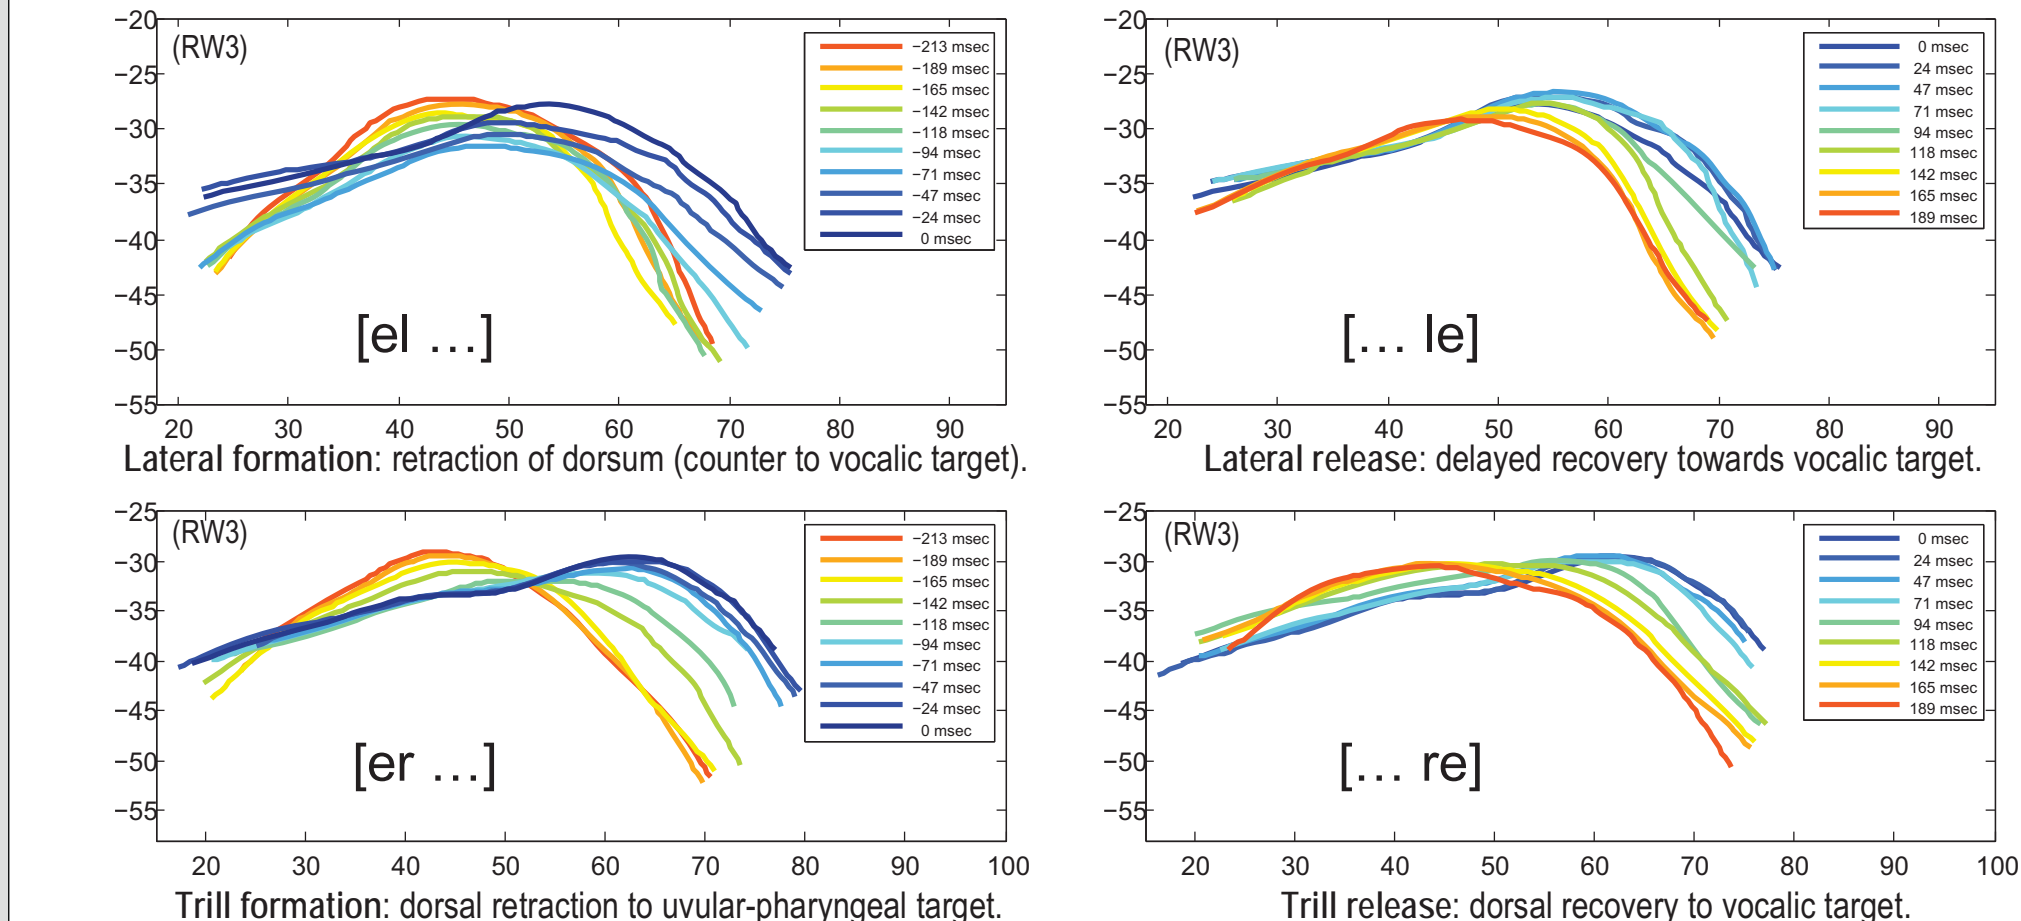 −20
−25
−30
−35
−40
−45
−50
−55
(RW3)
−213 msec
−189 msec
−165 msec
−142 msec
−118 msec
−94 msec
−71 msec
−47 msec
−24 msec
0 msec
[el …]
20 30 40 50 60 70 80 90
Lateral formation: retraction of dorsum (counter to vocalic target).
−20
−25
−30
−35
−40
−45
−50
−55
(RW3)
0 msec
24 msec
47 msec
71 msec
94 msec
118 msec
142 msec
165 msec
189 msec
[… le]
20 30 40 50 60 70 80 90
Lateral release: delayed recovery towards vocalic target.
−25
−30
−35
−40
−45
−50
−55
(RW3)
−213 msec
−189 msec
−165 msec
−142 msec
−118 msec
−94 msec
−71 msec
−47 msec
−24 msec
0 msec
[er …]
20 30 40 50 60 70 80 90 100
Trill formation: dorsal retraction to uvular-pharyngeal target.
−25
−30
−35
−40
−45
−50
−55
(RW3)
0 msec
24 msec
47 msec
71 msec
94 msec
118 msec
142 msec
165 msec
189 msec
[… re]
20 30 40 50 60 70 80 90 100
Trill release: dorsal recovery to vocalic target.